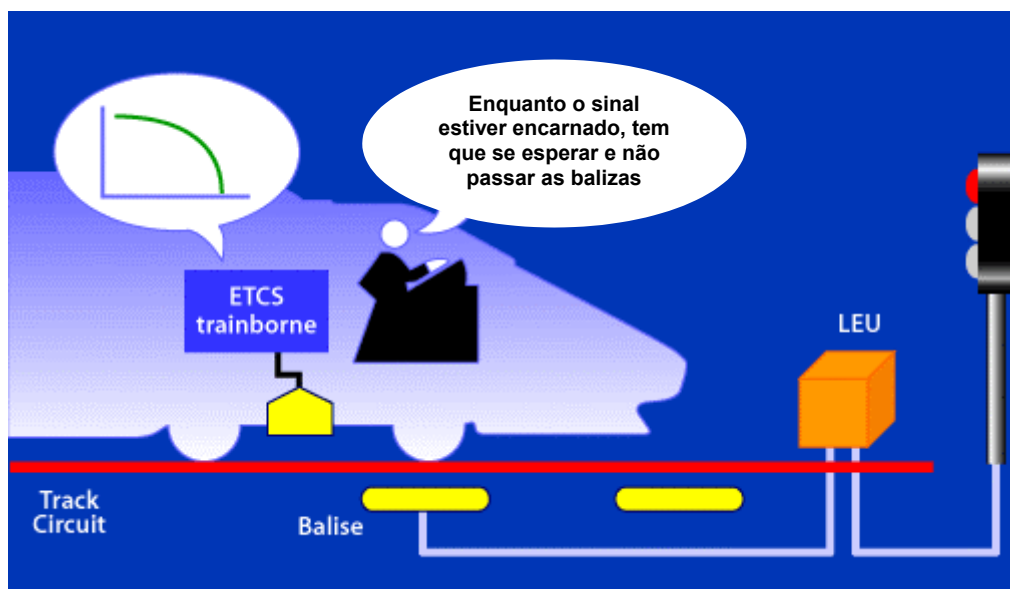 Enquanto o sinal
estiver encarnado, tem
que se esperar e não
passar as balizas
ETCS
trainborne
LEU
Track
Circuit
Balise